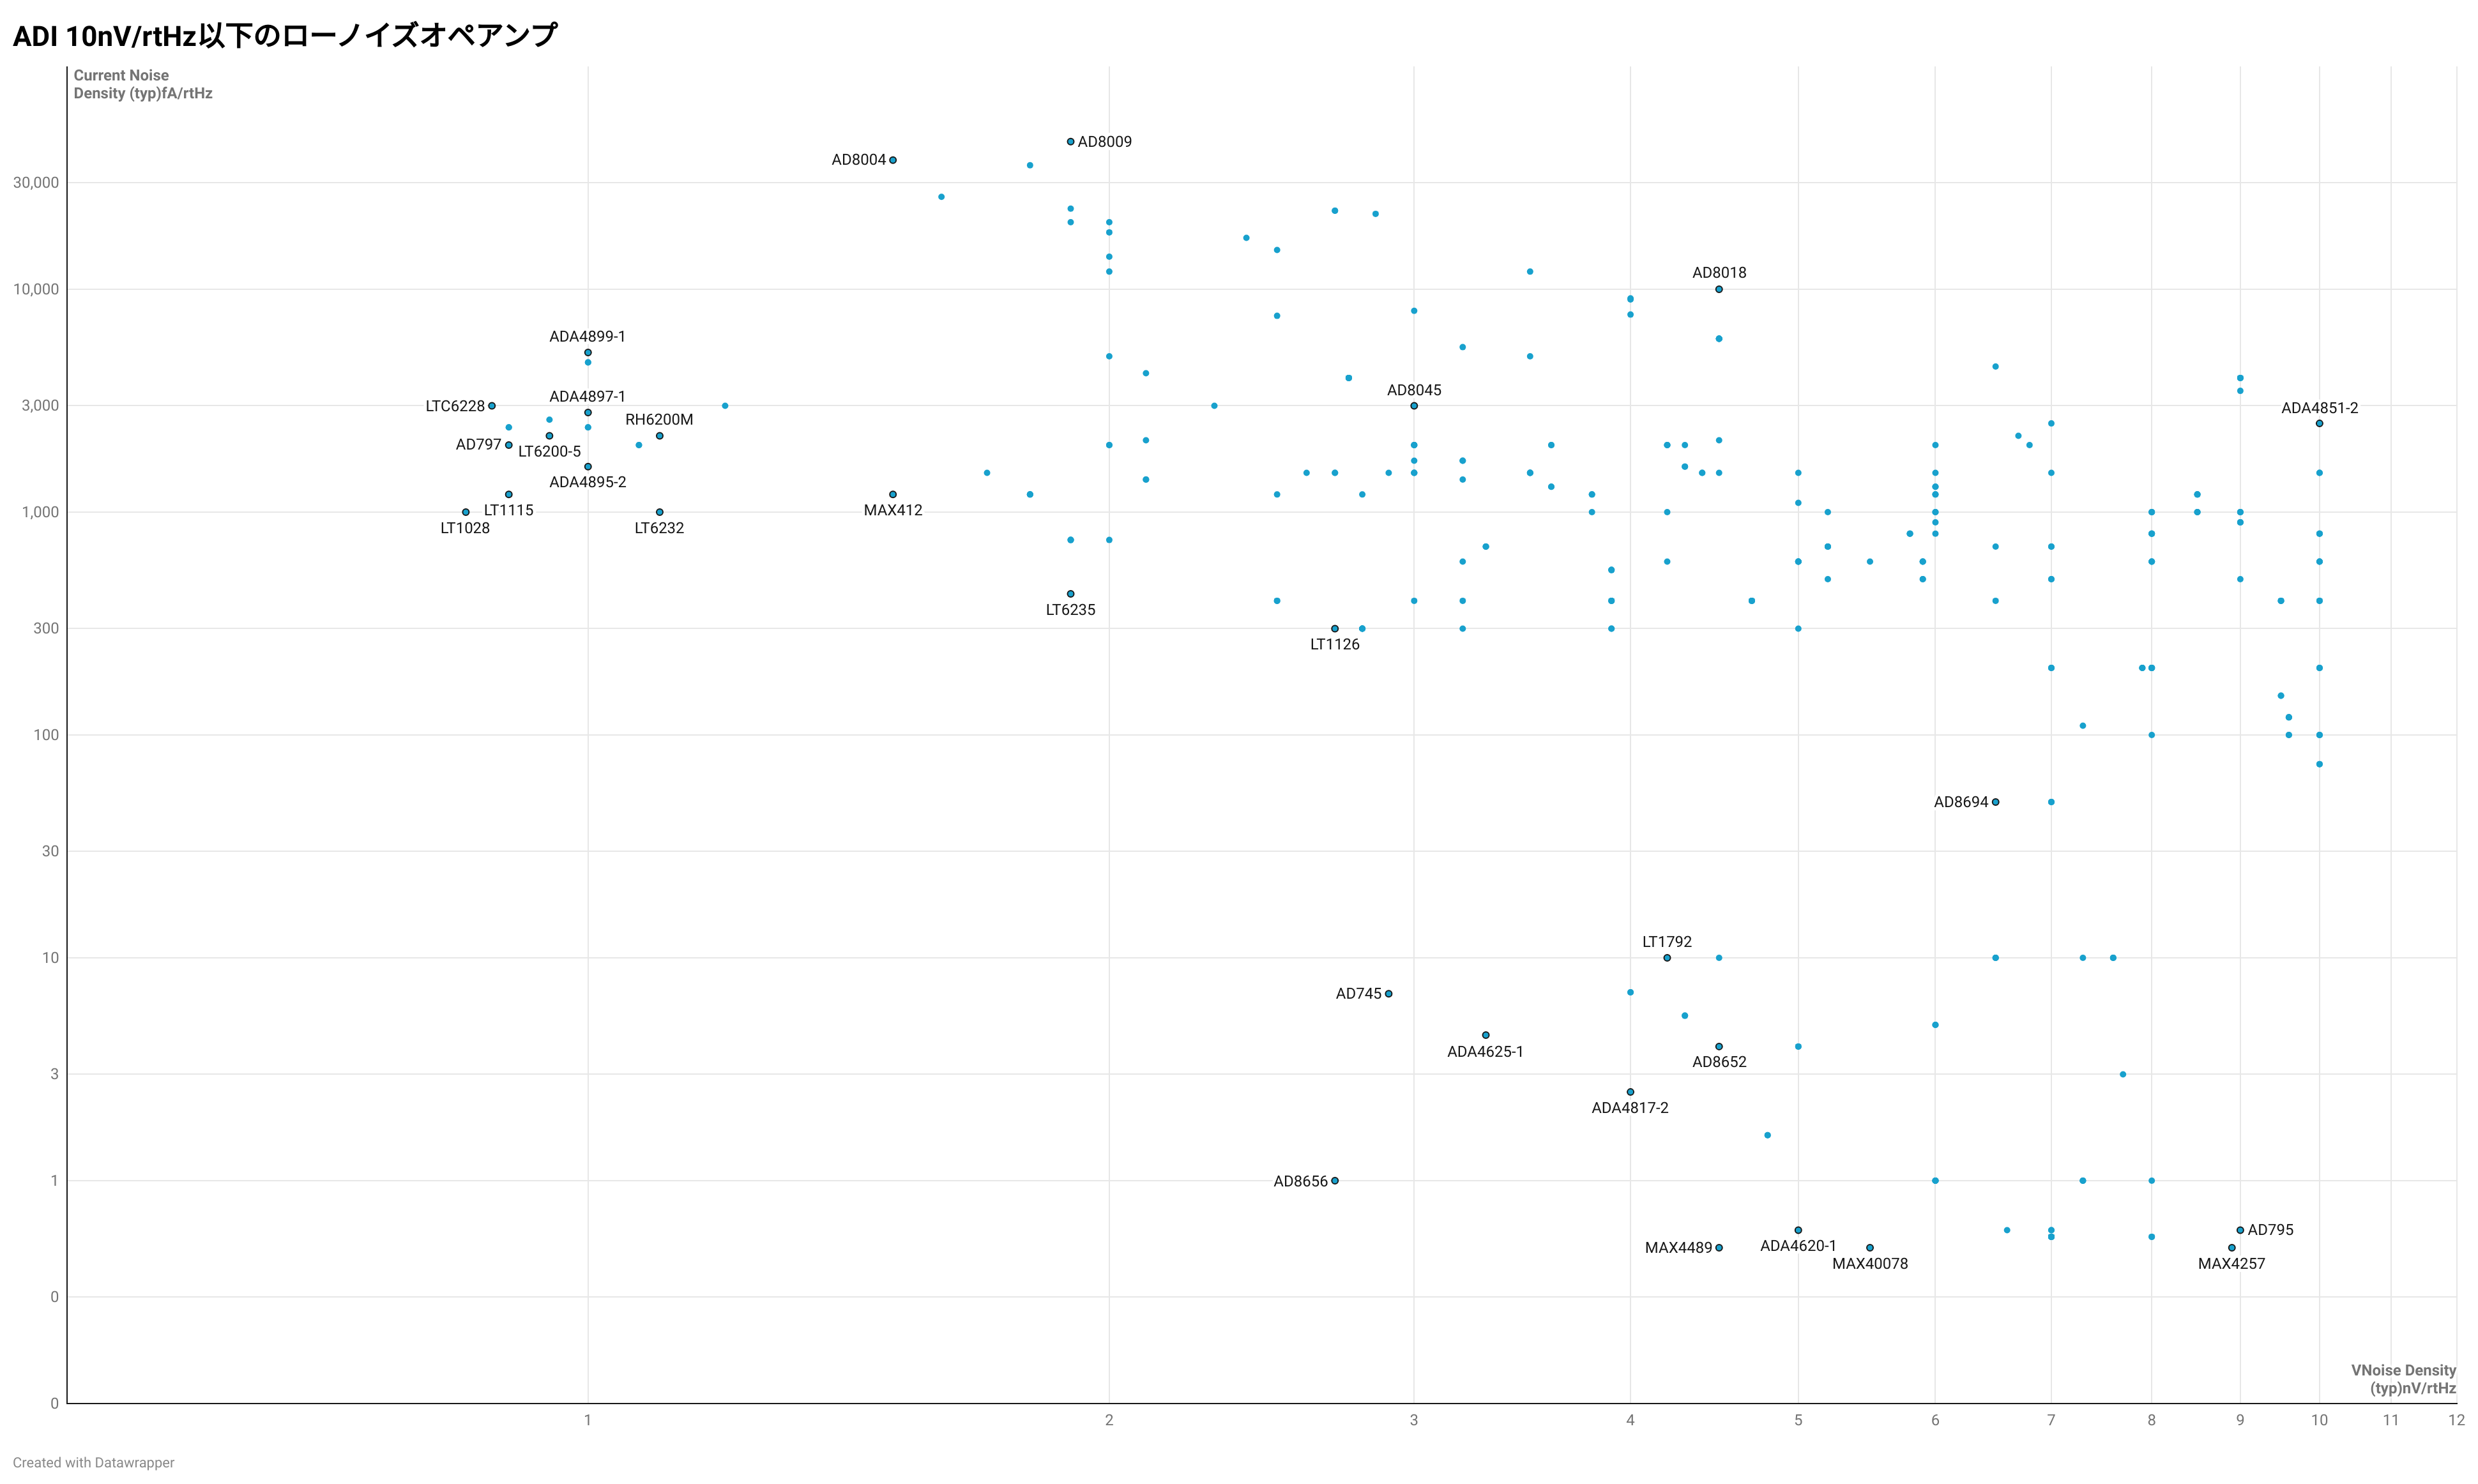 ADI 10nV/rtHz以下のローノイズオペアンプ
Current Noise
Density (typ)fA/rtHz
AD8009
AD8004
30,000
AD8018
10,000
ADA4899-1
AD8045
ADA4897-1
LTC6228
3,000
ADA4851-2
RH6200M
AD797
LT6200-5
ADA4895-2
LT1115
MAX412
1,000
LT1028
LT6232
LT6235
300
LT1126
100
AD8694
30
LT1792
10
AD745
ADA4625-1
AD8652
3
ADA4817-2
1
AD8656
AD795
ADA4620-1
MAX4489
MAX40078
MAX4257
0
VNoise Density
(typ)nV/rtHz
0
1 2 3 4 5 6 7 8 9 10 11 12
Created with Datawrapper